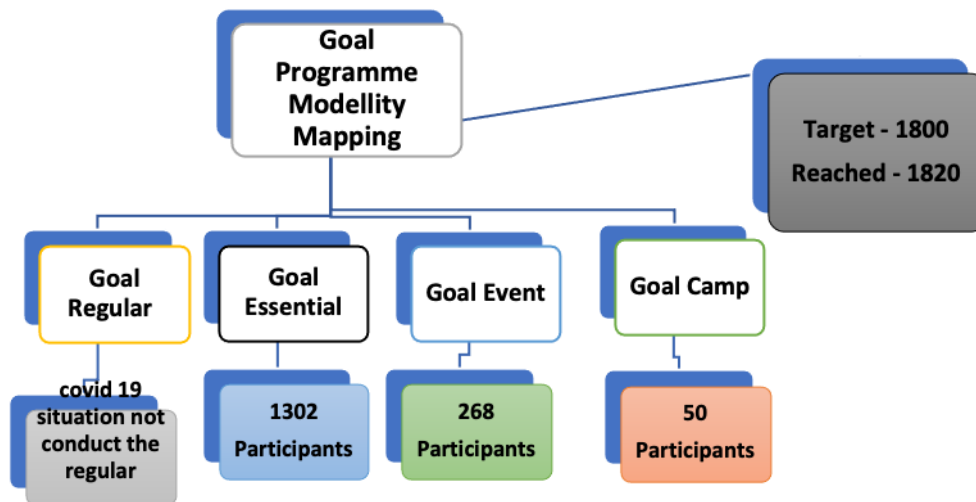 Goal
Programme
Modellity
Mapping
Target - 1800
Reached - 1820
Goal
Regular
Goal
Essential
Goal Event
Goal Camp
covid 19
situation not
conduct the
regular
1302
Participants
268
Participants
50
Participants